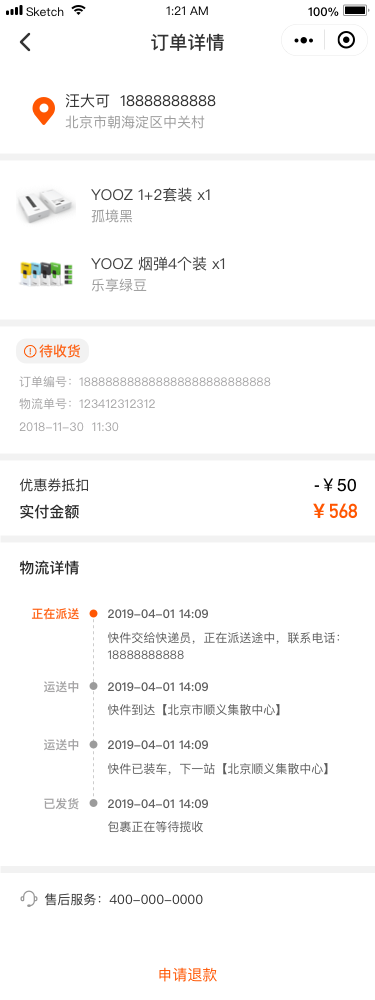 Sketch 1:21 AM 100%
订单详情
汪大可 18888888888
北京市朝海淀区中关村
YOOZ 1+2套装 x1
孤境黑
YOOZ 烟弹4个装 x1
乐享绿豆
待收货
订单编号：1888888888888888888888888888
物流单号：123412312312
2018-11-30 11:30
优惠券抵扣 -￥50
实付金额 ￥568
物流详情
正在派送 2019-04-01 14:09
快件交给快递员，正在派送途中，联系电话：
18888888888
运送中 2019-04-01 14:09
快件到达【北京市顺义集散中心】
运送中 2019-04-01 14:09
快件已装车，下一站【北京顺义集散中心】
已发货 2019-04-01 14:09
包裹正在等待揽收
售后服务：400-000-0000
申请退款